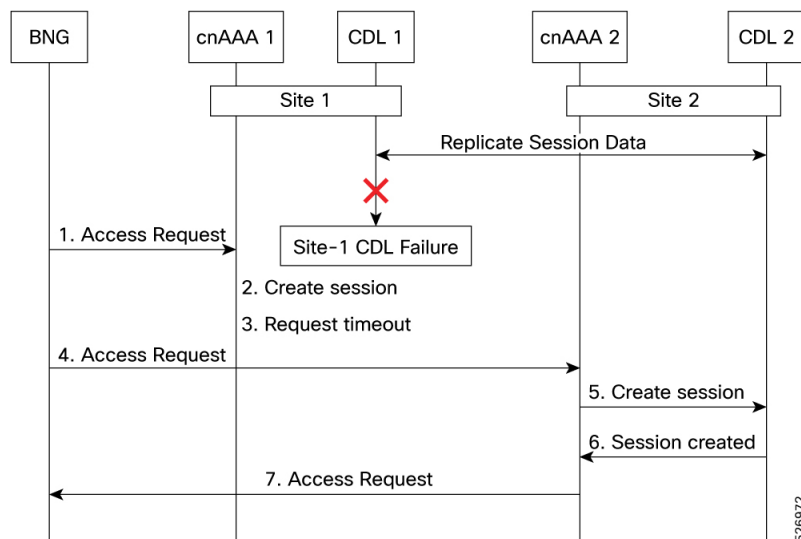 BNG
cnAAA 1
CDL 1
cnAAA 2
CDL 2
Site 1
Site 2
Replicate Session Data
1. Access Request
Site-1 CDL Failure
2. Create session
3. Request timeout
4. Access Request
5. Create session
6. Session created
7. Access Request